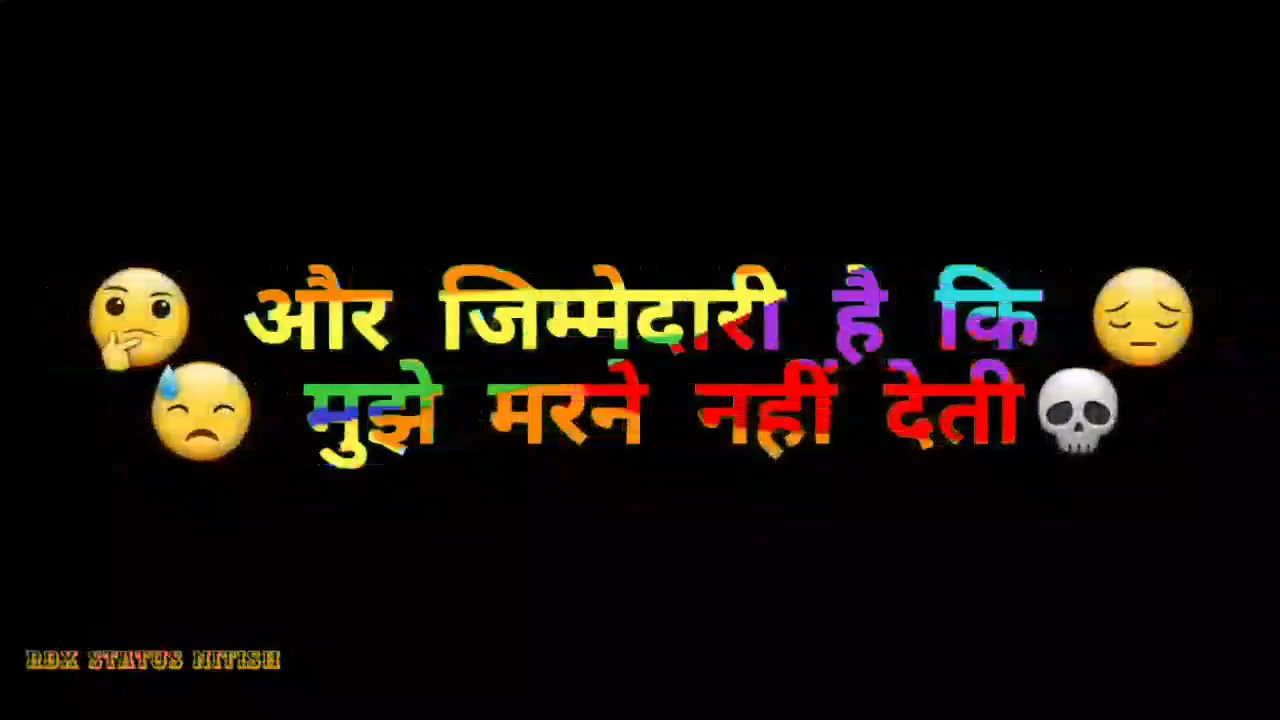 🤔 और जिम्मेदारी है कि 😔
😓 मुझे मरने नहीं देती 💀
RDX STATUS NITISH